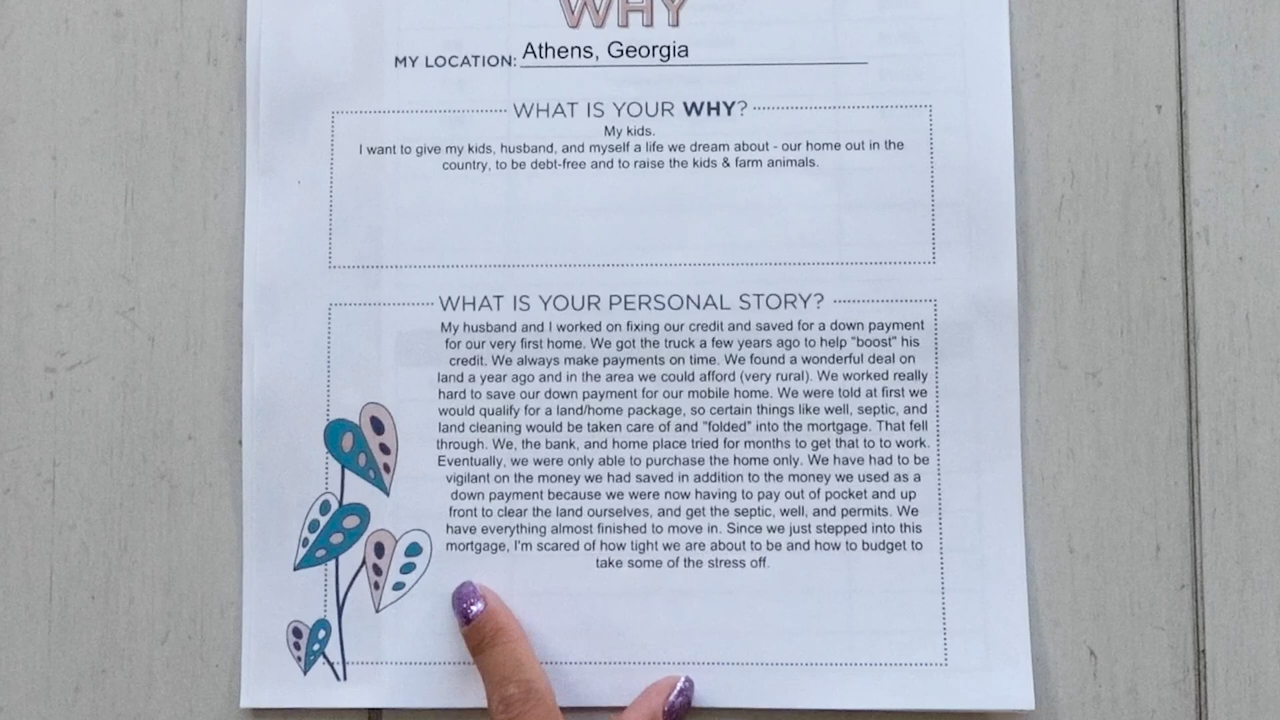 WHY
MY LOCATION: Athens, Georgia
WHAT IS YOUR WHY?
My kids.
I want to give my kids, husband, and myself a life we dream about - our home out in the
country, to be debt-free and to raise the kids & farm animals.
WHAT IS YOUR PERSONAL STORY?
My husband and I worked on fixing our credit and saved for a down payment
for our very first home. We got the truck a few years ago to help "boost" his
credit. We always make payments on time. We found a wonderful deal on
land a year ago and in the area we could afford (very rural). We worked really
hard to save our down payment for our mobile home. We were told at first we
would qualify for a land/home package, so certain things like well, septic, and
land cleaning would be taken care of and "folded" into the mortgage. That fell
through. We, the bank, and home place tried for months to get that to to work.
Eventually, we were only able to purchase the home only. We have had to be
vigilant on the money we had saved in addition to the money we used as a
down payment because we were now having to pay out of pocket and up
front to clear the land ourselves, and get the septic, well, and permits. We
have everything almost finished to move in. Since we just stepped into this
mortgage, I'm scared of how tight we are about to be and how to budget to
take some of the stress off.